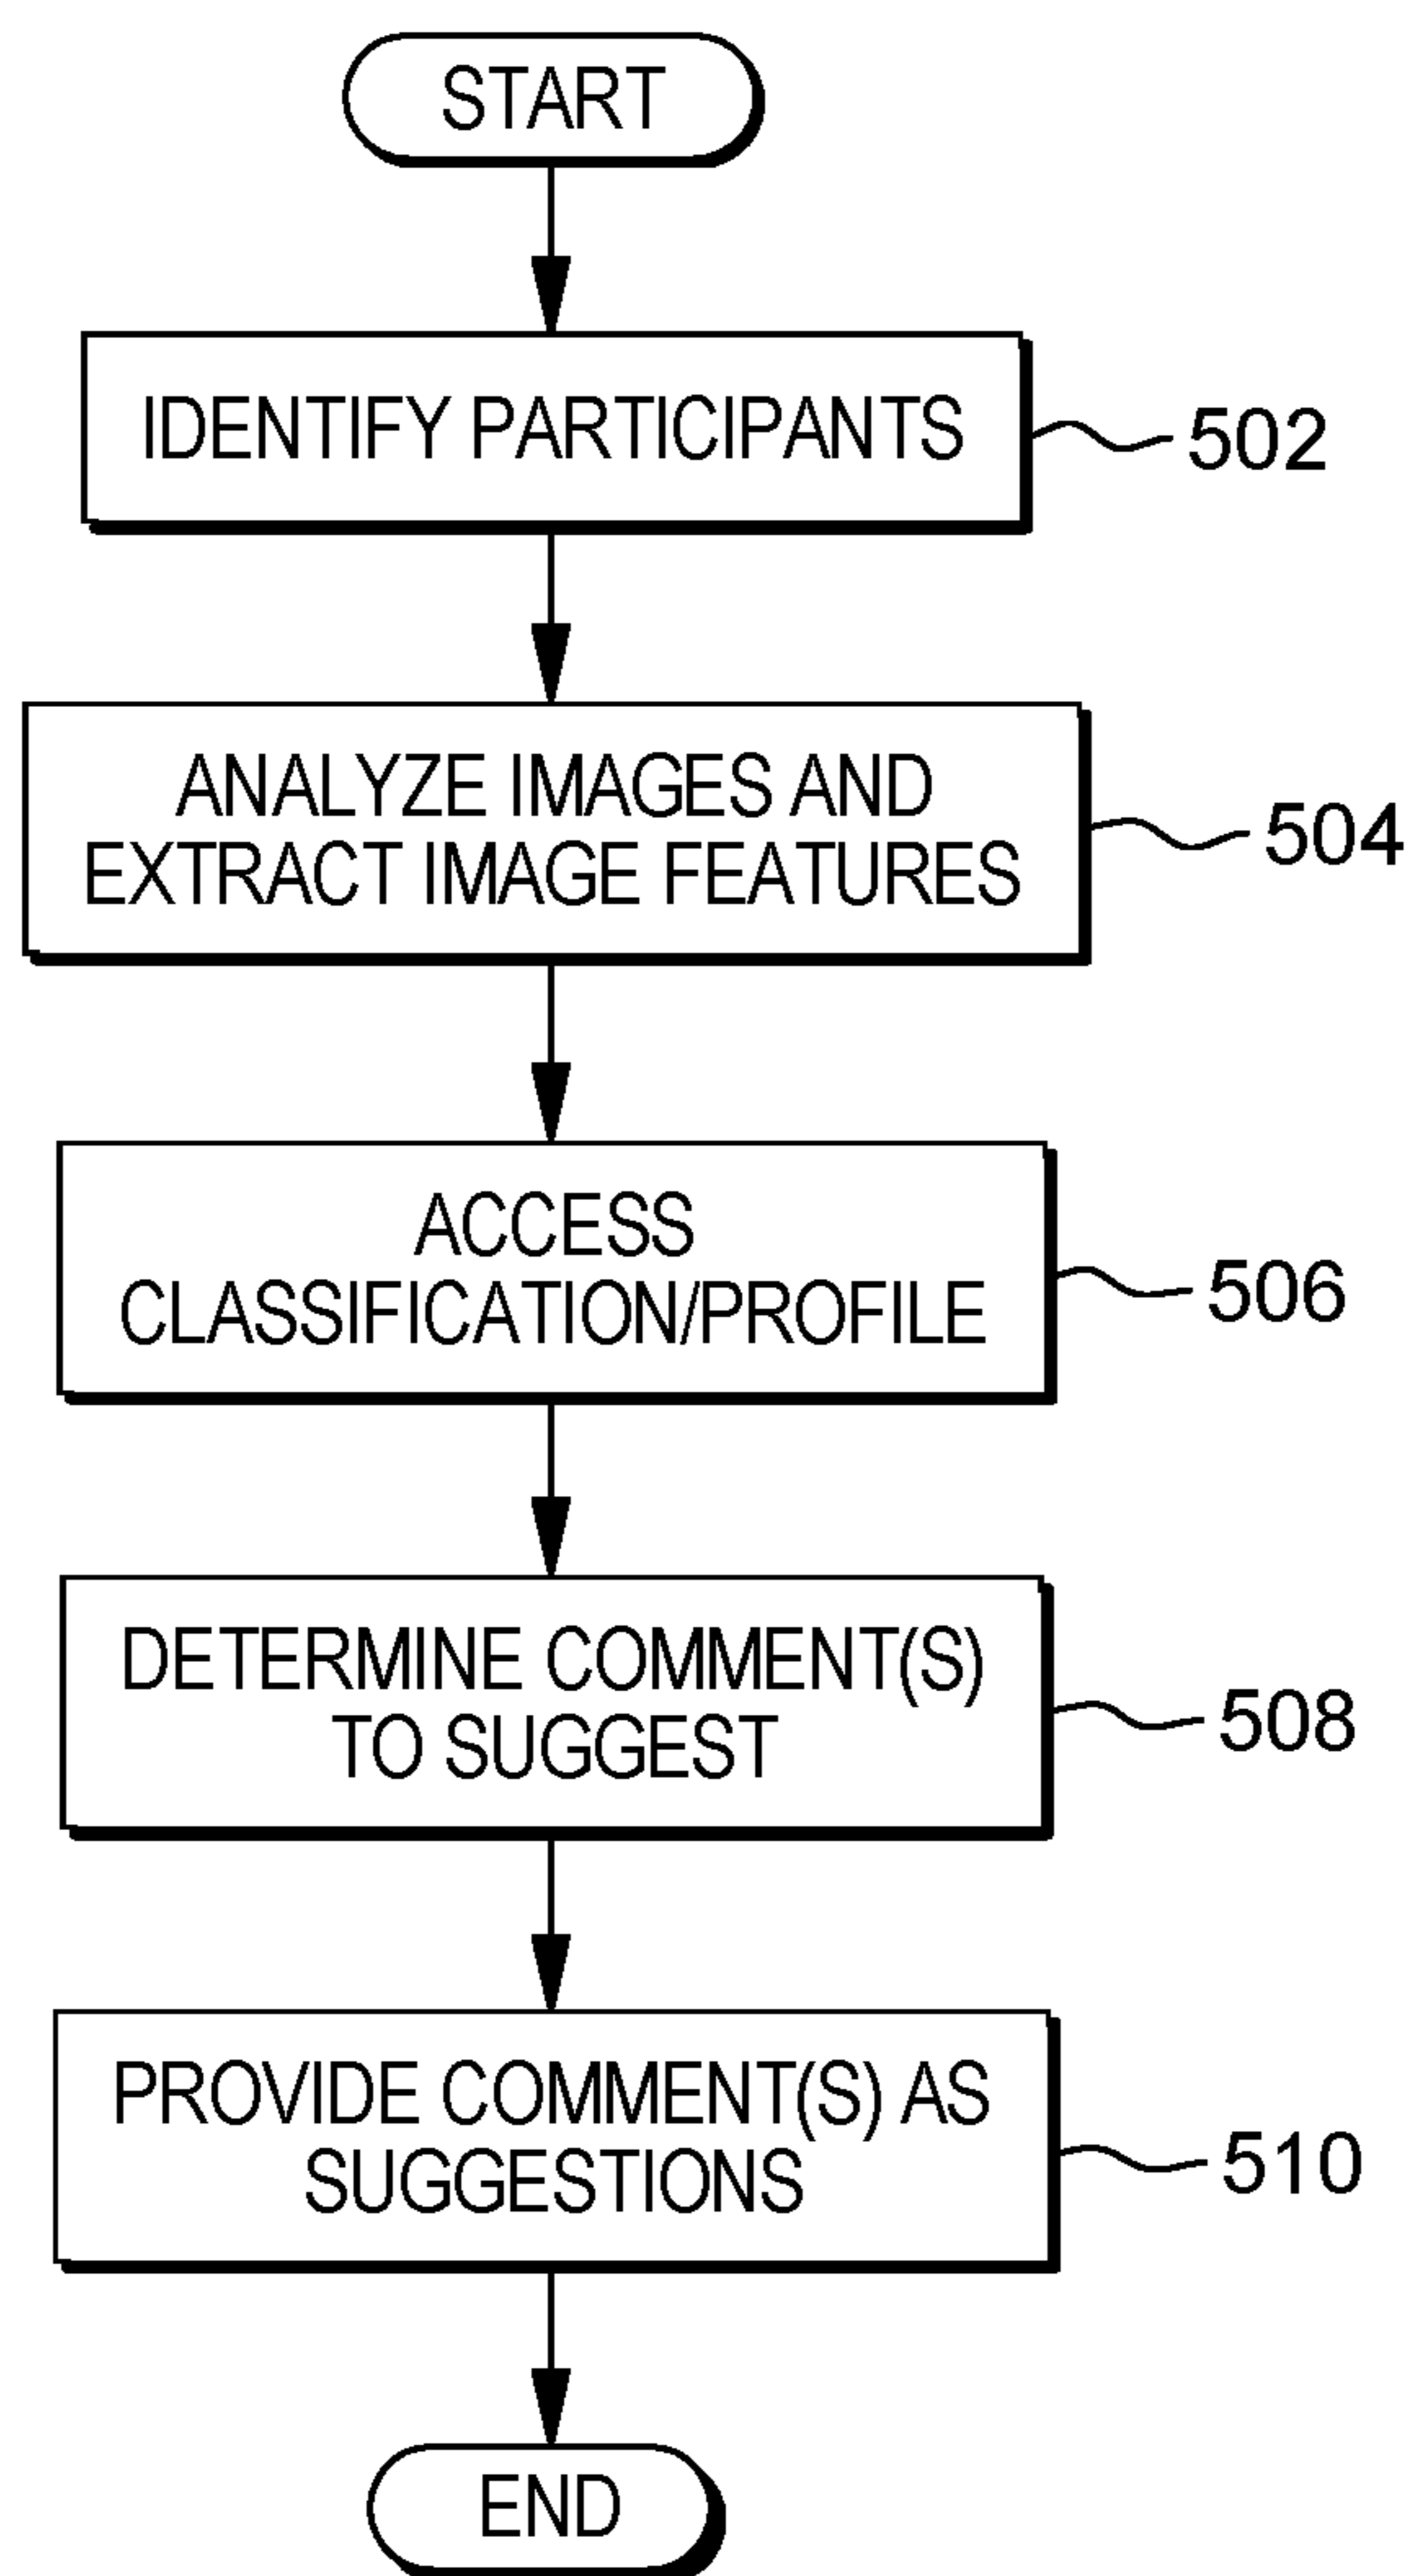 START
IDENTIFY PARTICIPANTS
502
ANALYZE IMAGES AND
EXTRACT IMAGE FEATURES
504
ACCESS
CLASSIFICATION/PROFILE
506
DETERMINE COMMENT(S)
TO SUGGEST
508
PROVIDE COMMENT(S) AS
SUGGESTIONS
510
END